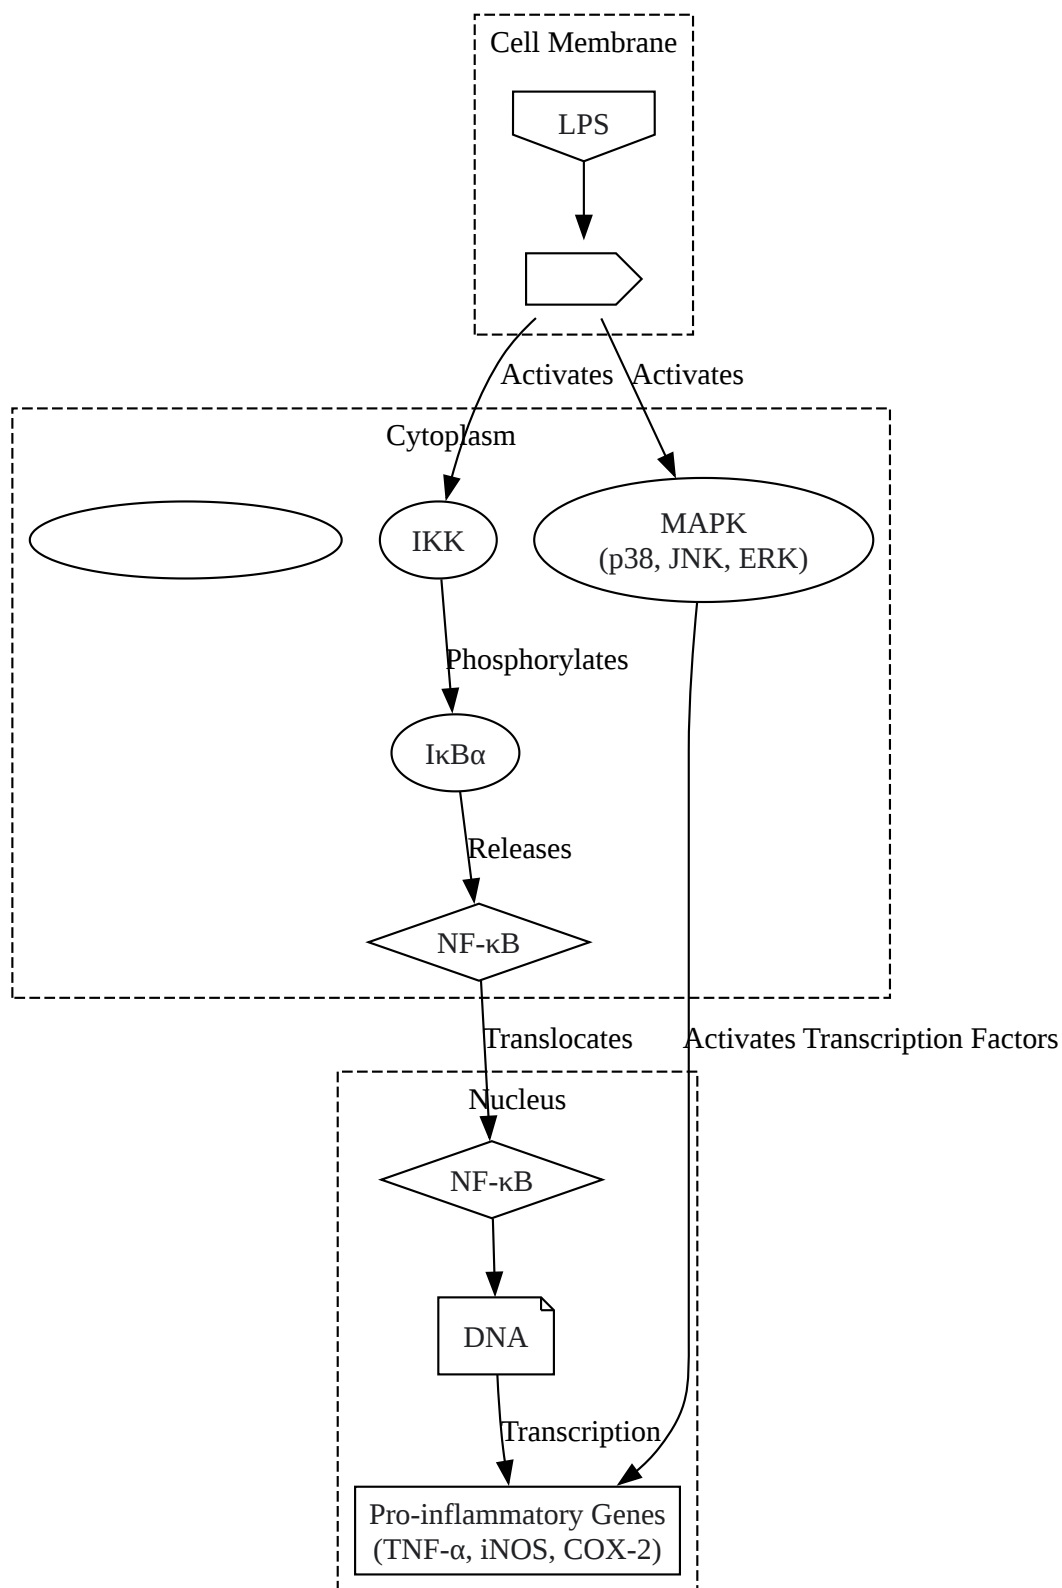 Cell Membrane
LPS
Activates
Activates
Cytoplasm
IKK
MAPK
(p38, JNK, ERK)
Phosphorylates
IκBα
Releases
NF-κB
Translocates
Activates Transcription Factors
Nucleus
NF-κB
DNA
Transcription
Pro-inflammatory Genes
(TNF-α, iNOS, COX-2)